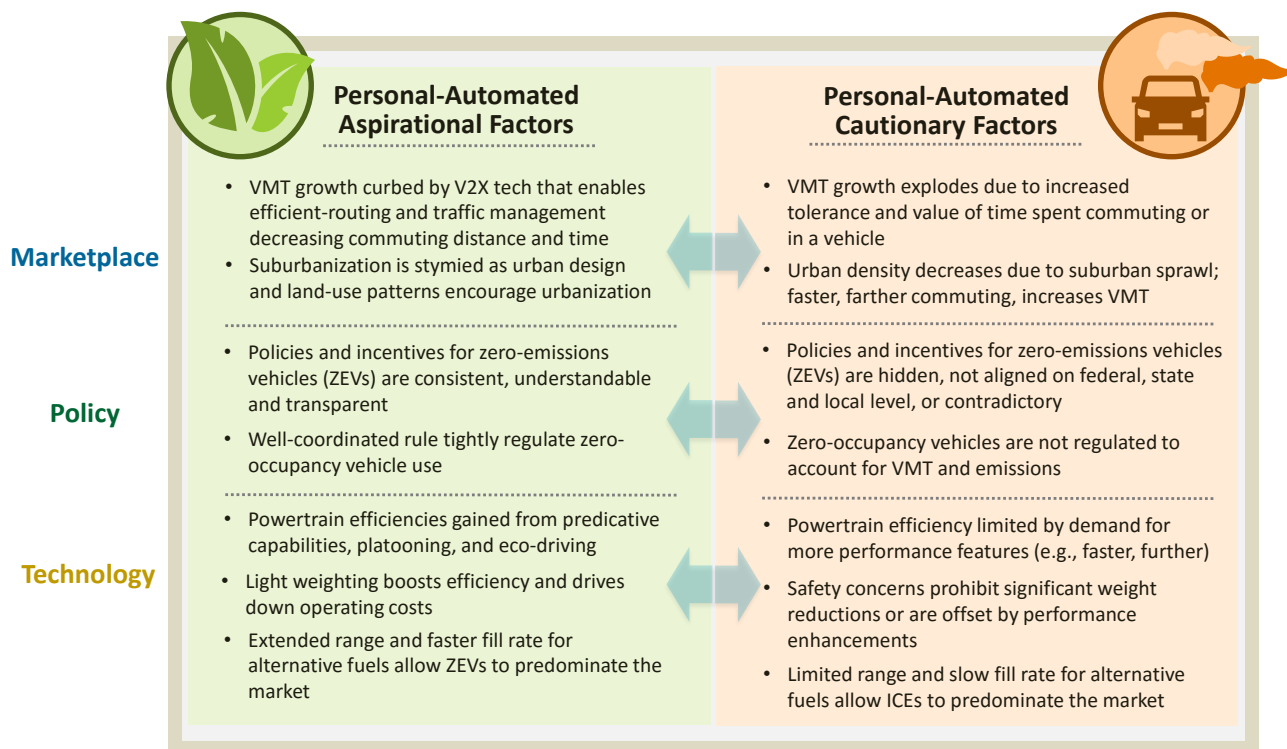 Personal-Automated
Aspirational Factors
Personal-Automated
Cautionary Factors
Marketplace
• VMT growth curbed by V2X tech that enables
efficient-routing and traffic management
decreasing commuting distance and time
• Suburbanization is stymied as urban design
and land-use patterns encourage urbanization
• VMT growth explodes due to increased
tolerance and value of time spent commuting or
in a vehicle
• Urban density decreases due to suburban sprawl;
faster, farther commuting, increases VMT
Policy
• Policies and incentives for zero-emissions
vehicles (ZEVs) are consistent, understandable
and transparent
• Well-coordinated rule tightly regulate zero-
occupancy vehicle use
• Policies and incentives for zero-emissions vehicles
(ZEVs) are hidden, not aligned on federal, state
and local level, or contradictory
• Zero-occupancy vehicles are not regulated to
account for VMT and emissions
Technology
• Powertrain efficiencies gained from predicative
capabilities, platooning, and eco-driving
• Light weighting boosts efficiency and drives
down operating costs
• Extended range and faster fill rate for
alternative fuels allow ZEVs to predominate the
market
• Powertrain efficiency limited by demand for
more performance features (e.g., faster, further)
• Safety concerns prohibit significant weight
reductions or are offset by performance
enhancements
• Limited range and slow fill rate for alternative
fuels allow ICEs to predominate the market